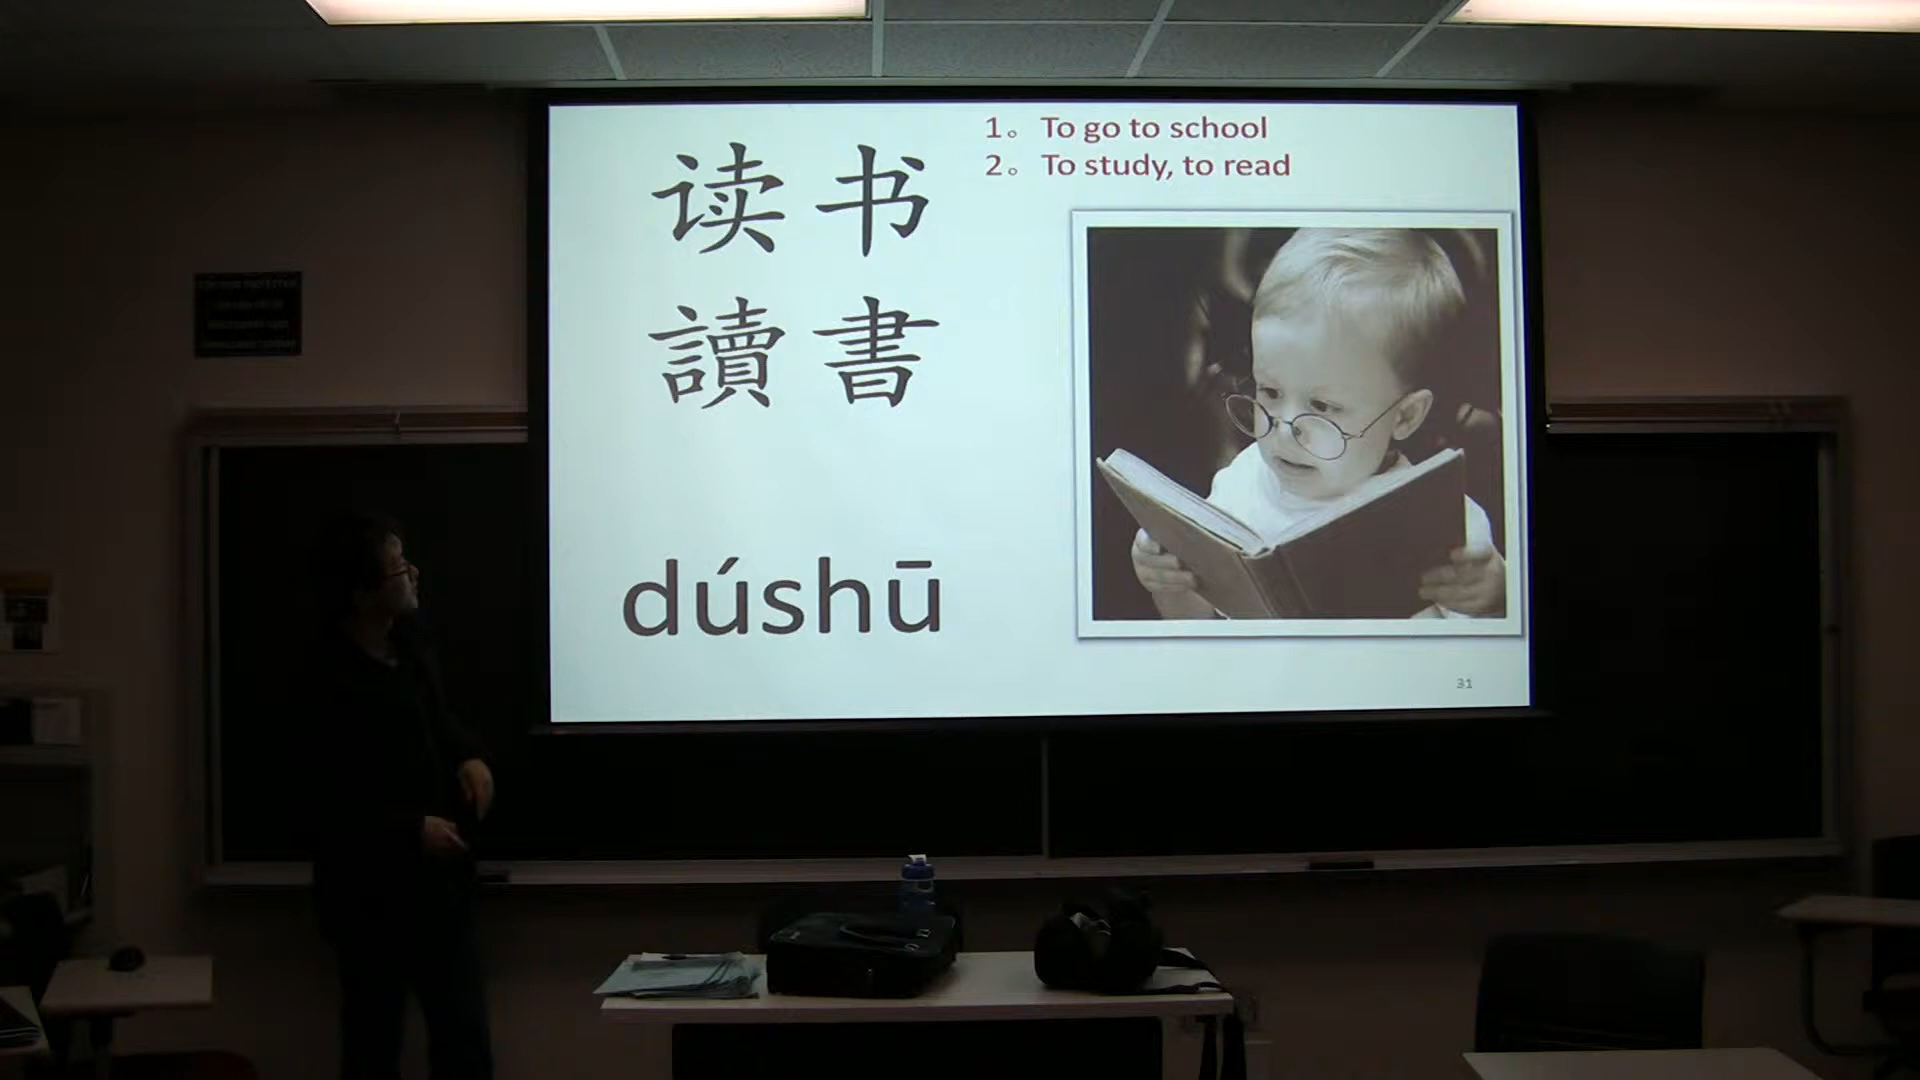 读书
讀書
dúshū
1。 To go to school
2。 To study, to read
31